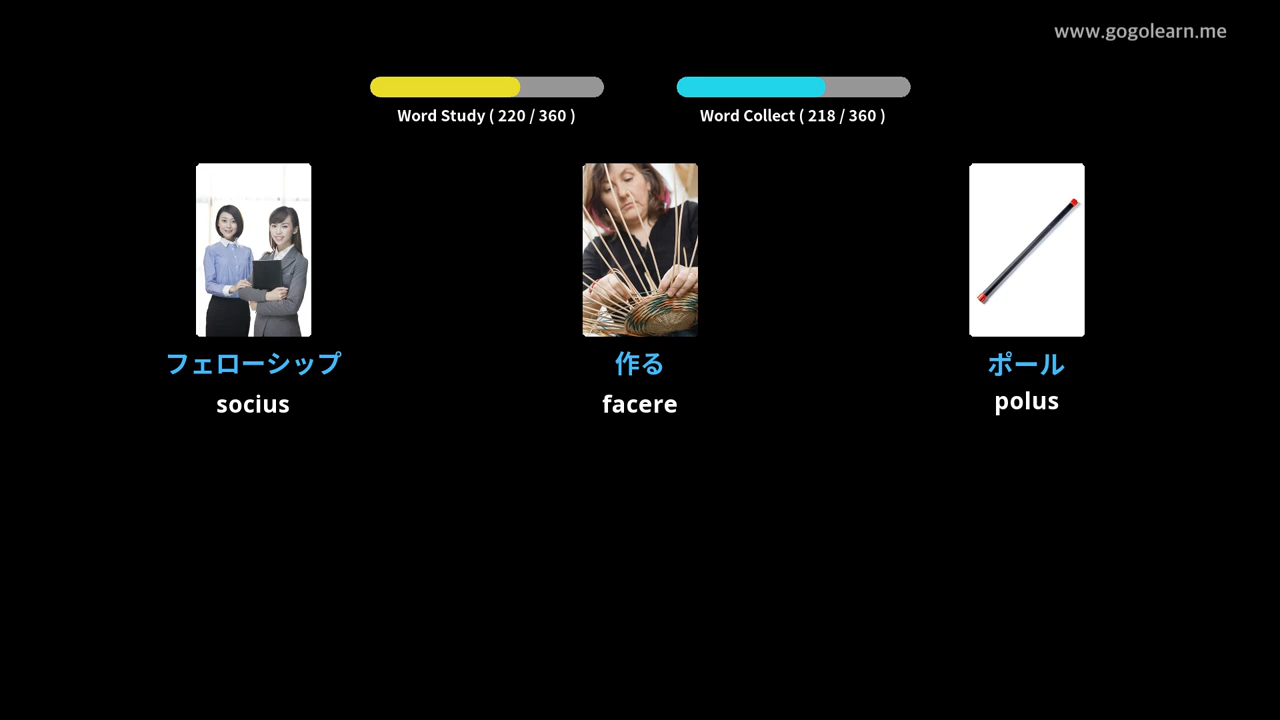 www.gogolearn.me
Word Study ( 220 / 360 )
Word Collect ( 218 / 360 )
フェローシップ
作る
ポール
socius
facere
polus